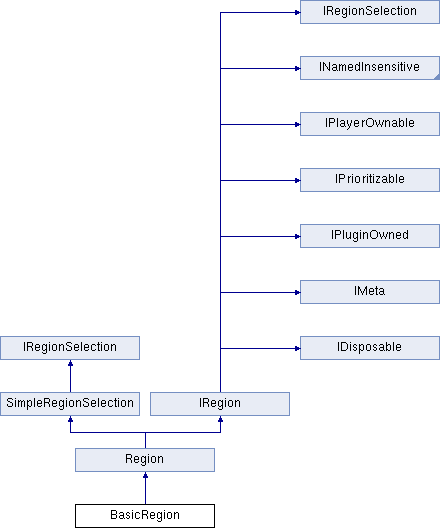 IRegionSelection
INamedInsensitive
IPlayerOwnable
IPrioritizable
IPluginOwned
IMeta
IRegionSelection
IDisposable
SimpleRegionSelection
IRegion
Region
BasicRegion